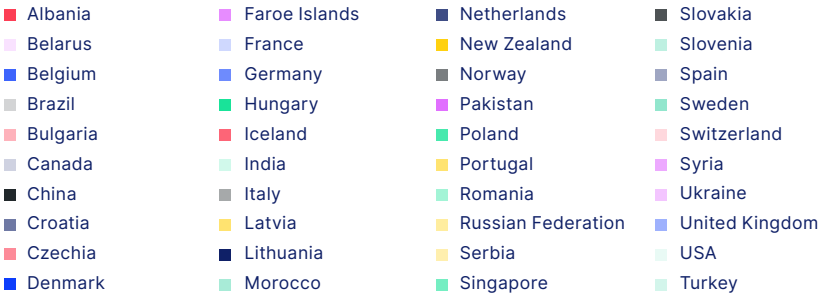 Albania
Belarus
Belgium
Brazil
Bulgaria
Canada
China
Croatia
Czechia
Denmark
Faroe Islands
France
Germany
Hungary
Iceland
India
Italy
Latvia
Lithuania
Morocco
Netherlands
New Zealand
Norway
Pakistan
Poland
Portugal
Romania
Russian Federation
Serbia
Singapore
Slovakia
Slovenia
Spain
Sweden
Switzerland
Syria
Ukraine
United Kingdom
USA
Turkey